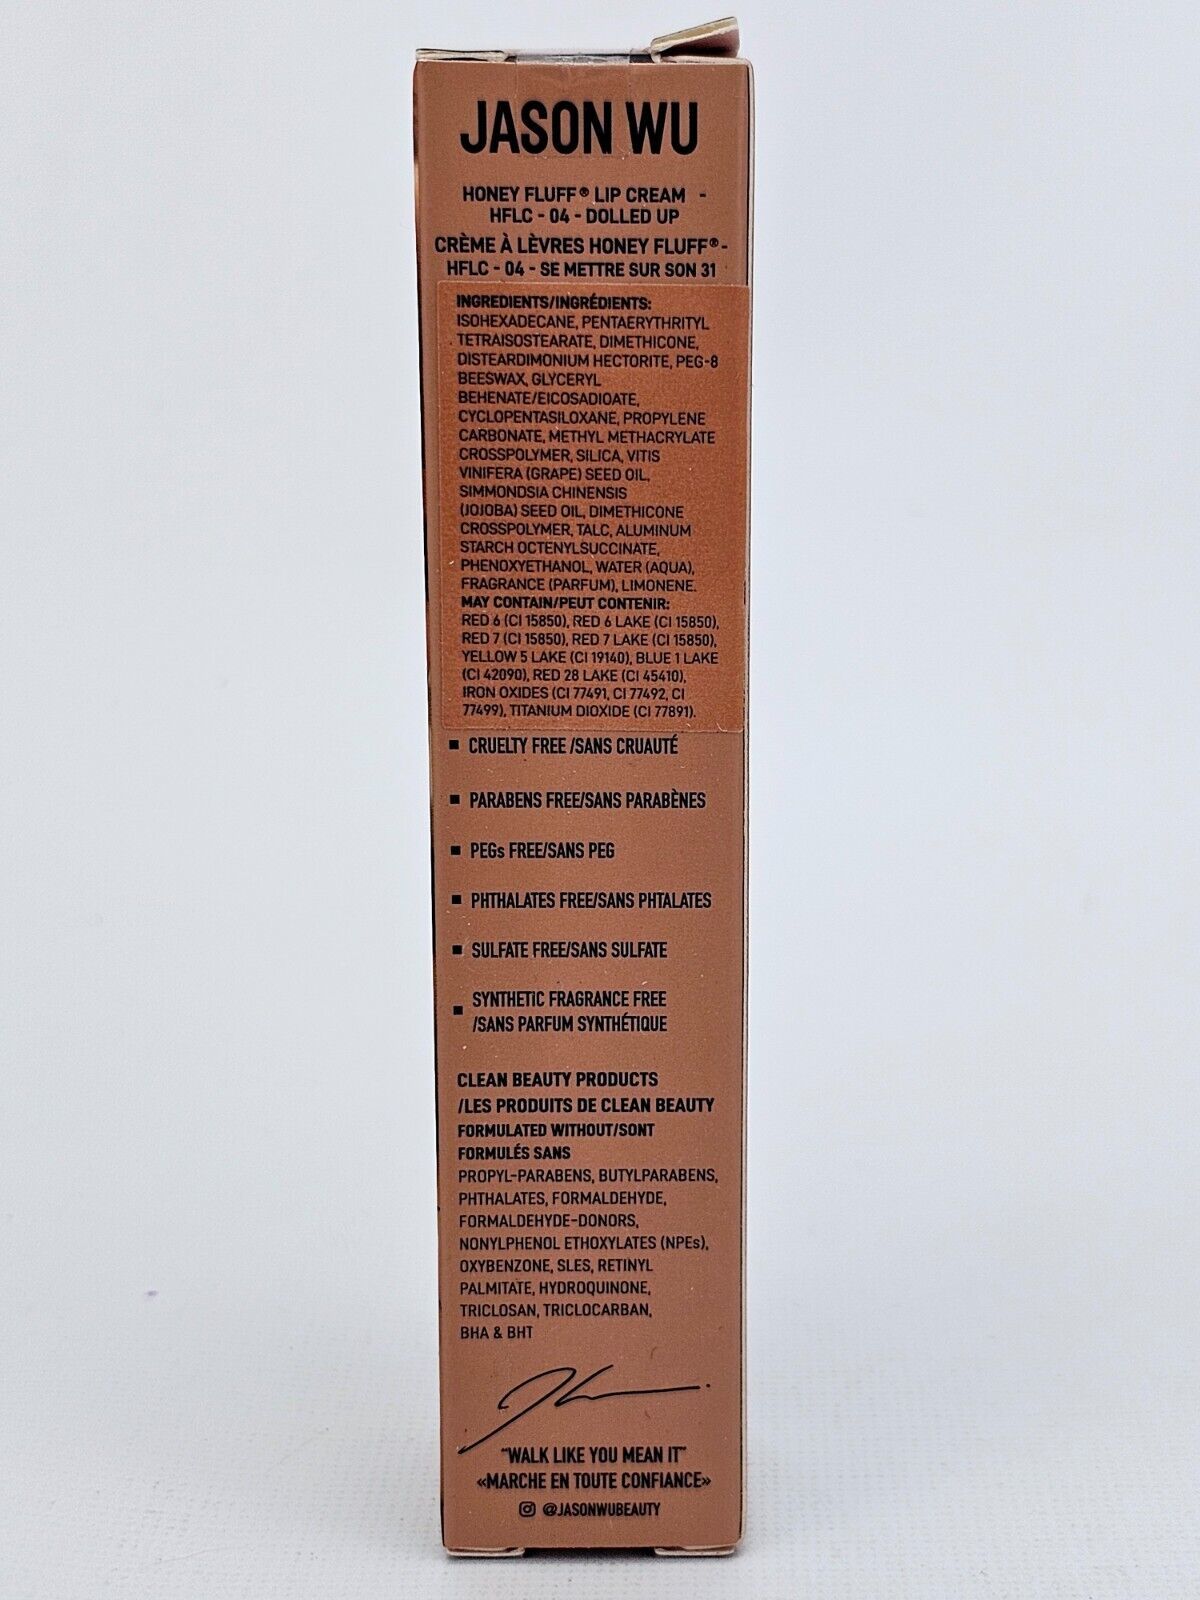 JASON WU
HONEY FLUFF® LIP CREAM -
HFLC - 04 - DOLLED UP
CRÈME À LÈVRES HONEY FLUFF® -
HFLC - 04 - SE METTRE SUR SON 31
INGREDIENTS/INGRÉDIENTS:
ISOHEXADECANE, PENTAERYTHRITYL
TETRAISOSTEARATE, DIMETHICONE,
DISTEARDIMONIUM HECTORITE, PEG-8
BEESWAX, GLYCERYL
BEHENATE/EICOSADIOATE,
CYCLOPENTASILOXANE, PROPYLENE
CARBONATE, METHYL METHACRYLATE
CROSSPOLYMER, SILICA, VITIS
VINIFERA (GRAPE) SEED OIL,
SIMMONDSIA CHINENSIS
(JOJOBA) SEED OIL, DIMETHICONE
CROSSPOLYMER, TALC, ALUMINUM
STARCH OCTENYLSUCCINATE,
PHENOXYETHANOL, WATER (AQUA),
FRAGRANCE (PARFUM), LIMONENE.
MAY CONTAIN/PEUT CONTENIR:
RED 6 (CI 15850), RED 6 LAKE (CI 15850),
RED 7 (CI 15850), RED 7 LAKE (CI 15850),
YELLOW 5 LAKE (CI 19140), BLUE 1 LAKE
(CI 42090), RED 28 LAKE (CI 45410),
IRON OXIDES (CI 77491, CI 77492, CI
77499), TITANIUM DIOXIDE (CI 77891).
▪ CRUELTY FREE /SANS CRUAUTÉ
▪ PARABENS FREE/SANS PARABÈNES
▪ PEGs FREE/SANS PEG
▪ PHTHALATES FREE/SANS PHTALATES
▪ SULFATE FREE/SANS SULFATE
▪ SYNTHETIC FRAGRANCE FREE
/SANS PARFUM SYNTHÉTIQUE
CLEAN BEAUTY PRODUCTS
/LES PRODUITS DE CLEAN BEAUTY
FORMULATED WITHOUT/SONT
FORMULÉS SANS
PROPYL-PARABENS, BUTYLPARABENS,
PHTHALATES, FORMALDEHYDE,
FORMALDEHYDE-DONORS,
NONYLPHENOL ETHOXYLATES (NPEs),
OXYBENZONE, SLES, RETINYL
PALMITATE, HYDROQUINONE,
TRICLOSAN, TRICLOCARBAN,
BHA & BHT
"WALK LIKE YOU MEAN IT"
«MARCHE EN TOUTE CONFIANCE»
@JASONWUBEAUTY